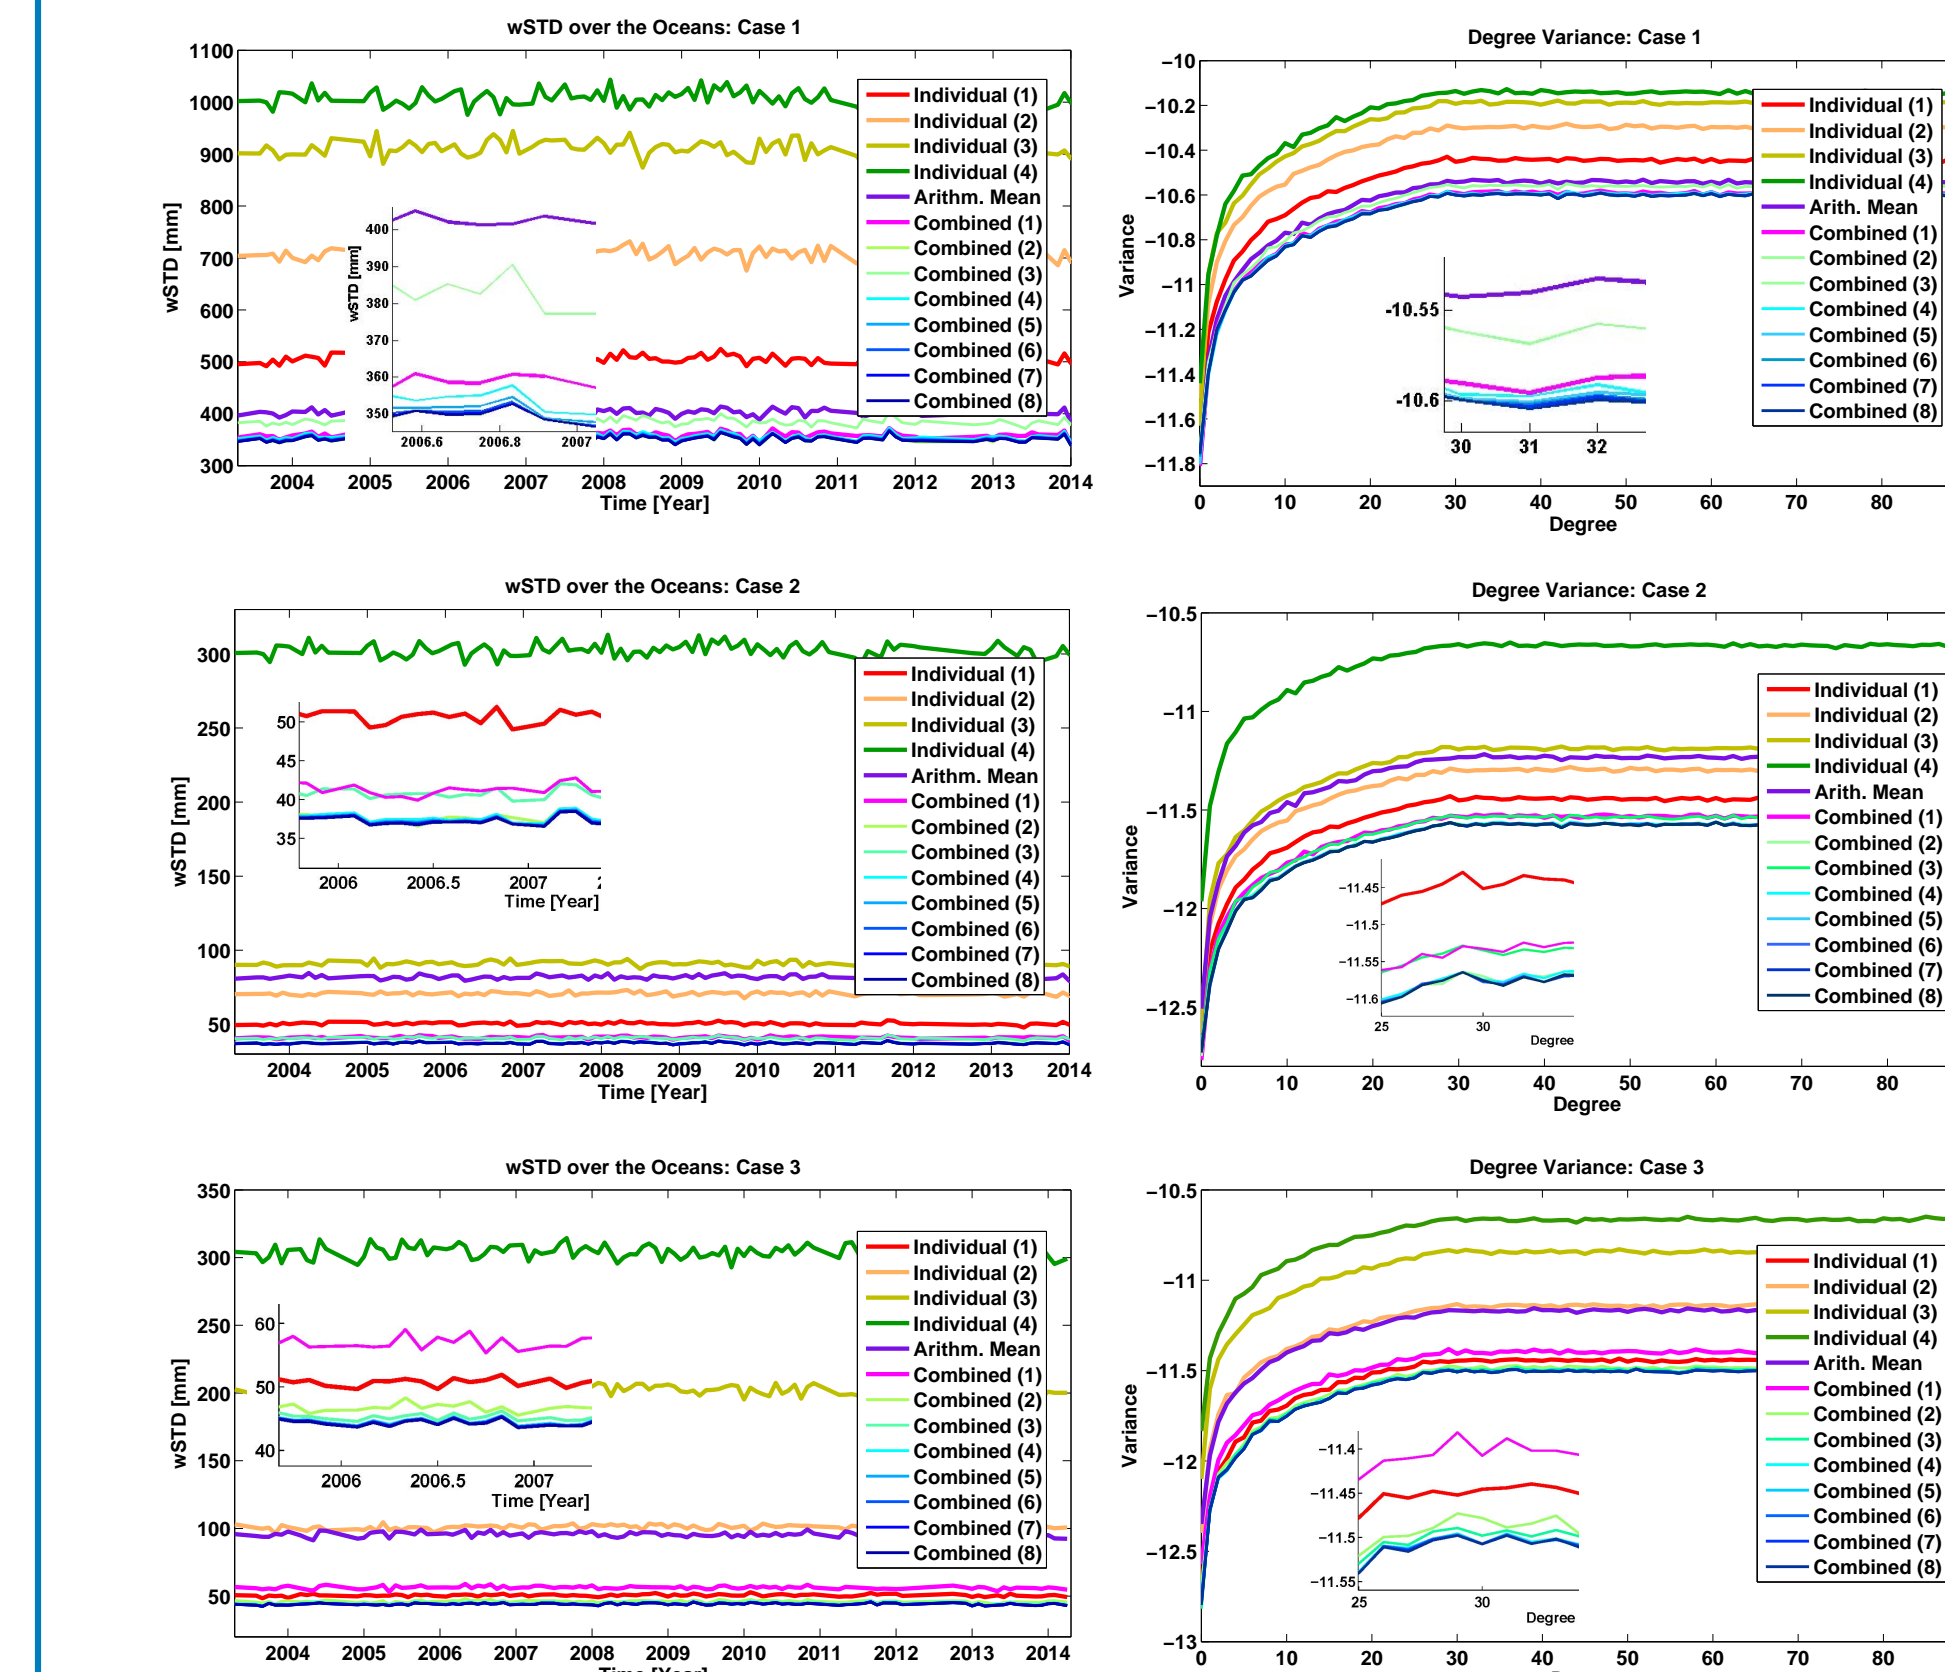 wSTD over the Oceans: Case 1
1100
1000
900
800
700
600
500
400
300
wSTD [mm]
2004 2005 2006 2007 2008 2009 2010 2011 2012 2013 2014
Time [Year]
Individual (1)
Individual (2)
Individual (3)
Individual (4)
Arithm. Mean
Combined (1)
Combined (2)
Combined (3)
Combined (4)
Combined (5)
Combined (6)
Combined (7)
Combined (8)
wSTD [mm]
400
390
380
370
360
350
2006.6 2006.8 2007
Degree Variance: Case 1
−10
−10.2
−10.4
−10.6
−10.8
−11
−11.2
−11.4
−11.6
−11.8
Variance
0 10 20 30 40 50 60 70 80
Degree
Individual (1)
Individual (2)
Individual (3)
Individual (4)
Arith. Mean
Combined (1)
Combined (2)
Combined (3)
Combined (4)
Combined (5)
Combined (6)
Combined (7)
Combined (8)
-10.55
-10.6
30 31 32
wSTD over the Oceans: Case 2
300
250
200
150
100
50
wSTD [mm]
2004 2005 2006 2007 2008 2009 2010 2011 2012 2013 2014
Time [Year]
Individual (1)
Individual (2)
Individual (3)
Individual (4)
Arithm. Mean
Combined (1)
Combined (2)
Combined (3)
Combined (4)
Combined (5)
Combined (6)
Combined (7)
Combined (8)
50
45
40
35
2006 2006.5 2007
Time [Year]
Degree Variance: Case 2
−10.5
−11
−11.5
−12
−12.5
Variance
0 10 20 30 40 50 60 70 80
Degree
Individual (1)
Individual (2)
Individual (3)
Individual (4)
Arith. Mean
Combined (1)
Combined (2)
Combined (3)
Combined (4)
Combined (5)
Combined (6)
Combined (7)
Combined (8)
−11.45
−11.5
−11.55
−11.6
25 30
Degree
wSTD over the Oceans: Case 3
350
300
250
200
150
100
50
wSTD [mm]
2004 2005 2006 2007 2008 2009 2010 2011 2012 2013 2014
Time [Year]
Individual (1)
Individual (2)
Individual (3)
Individual (4)
Arithm. Mean
Combined (1)
Combined (2)
Combined (3)
Combined (4)
Combined (5)
Combined (6)
Combined (7)
Combined (8)
60
50
40
2006 2006.5 2007
Time [Year]
Degree Variance: Case 3
−10.5
−11
−11.5
−12
−12.5
−13
Variance
0 10 20 30 40 50 60 70 80
Individual (1)
Individual (2)
Individual (3)
Individual (4)
Arith. Mean
Combined (1)
Combined (2)
Combined (3)
Combined (4)
Combined (5)
Combined (6)
Combined (7)
Combined (8)
−11.4
−11.45
−11.5
−11.55
25 30
Degree